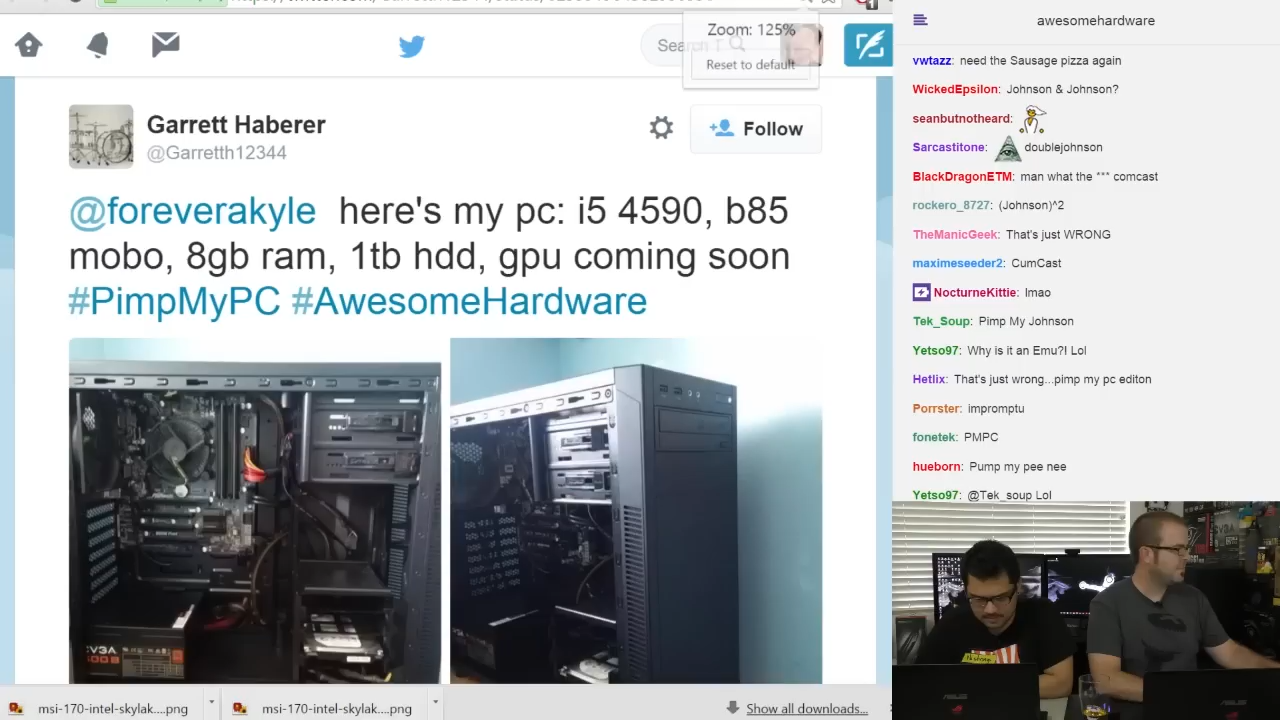 Zoom: 125%
Reset to default
Search
Garrett Haberer
@Garretth12344
Follow
@foreverakyle here's my pc: i5 4590, b85
mobo, 8gb ram, 1tb hdd, gpu coming soon
#PimpMyPC #AwesomeHardware
msi-170-intel-skylak....png
msi-170-intel-skylak....png
Show all downloads...
awesomehardware
vwtazz: need the Sausage pizza again
WickedEpsilon: Johnson & Johnson?
seanbutnotheard:
Sarcastitone: doublejohnson
BlackDragonETM: man what the *** comcast
rockero_8727: (Johnson)^2
TheManicGeek: That's just WRONG
maximeseeder2: CumCast
NocturneKittie: lmao
Tek_Soup: Pimp My Johnson
Yetso97: Why is it an Emu?! Lol
Hetlix: That's just wrong...pimp my pc editon
Porrster: impromptu
fonetek: PMPC
hueborn: Pump my pee nee
Yetso97: @Tek_soup Lol
ASUS
ASUS